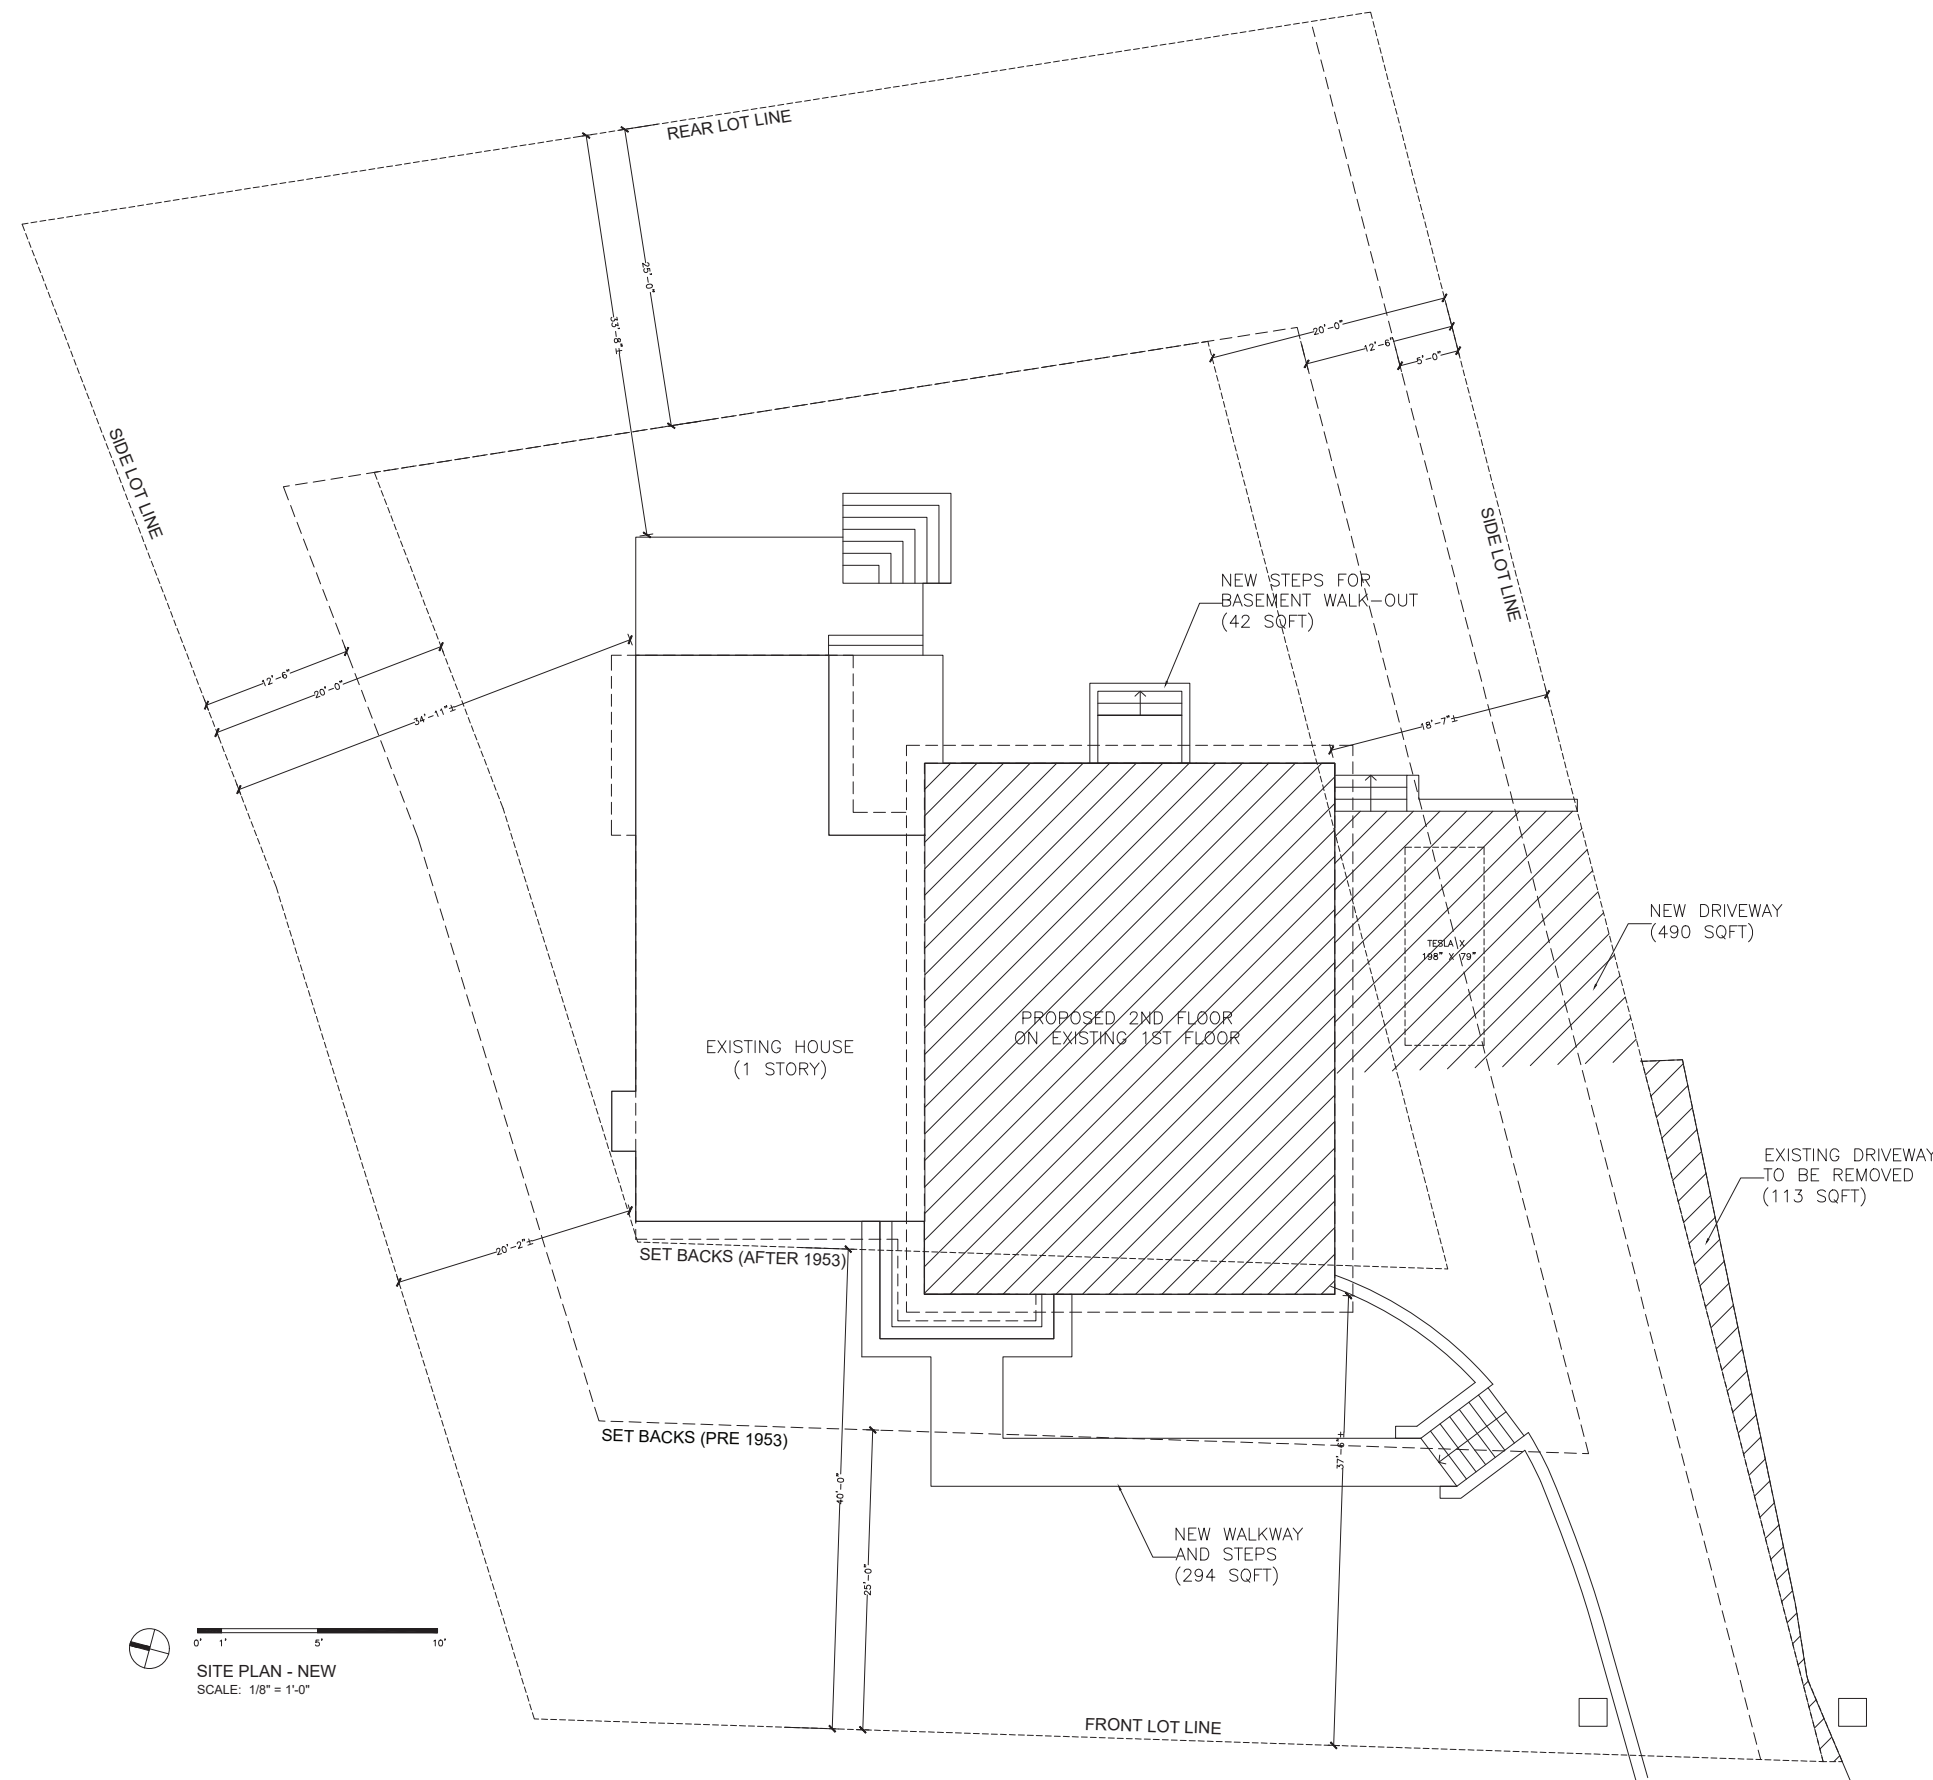 REAR LOT LINE
25'-0"
33'-8"±
20'-0"
12'-6"
5'-0"
SIDE LOT LINE
SIDE LOT LINE
NEW STEPS FOR
BASEMENT WALK-OUT
(42 SQFT)
12'-6"
20'-0"
34'-11"±
18'-7"±
NEW DRIVEWAY
(490 SQFT)
TESLA X
198" X 79"
PROPOSED 2ND FLOOR
ON EXISTING 1ST FLOOR
EXISTING HOUSE
(1 STORY)
EXISTING DRIVEWAY
TO BE REMOVED
(113 SQFT)
20'-2"±
SET BACKS (AFTER 1953)
SET BACKS (PRE 1953)
37'-6"±
40'-0"
25'-0"
NEW WALKWAY
AND STEPS
(294 SQFT)
0' 1' 5' 10'
SITE PLAN - NEW
SCALE: 1/8" = 1'-0"
FRONT LOT LINE